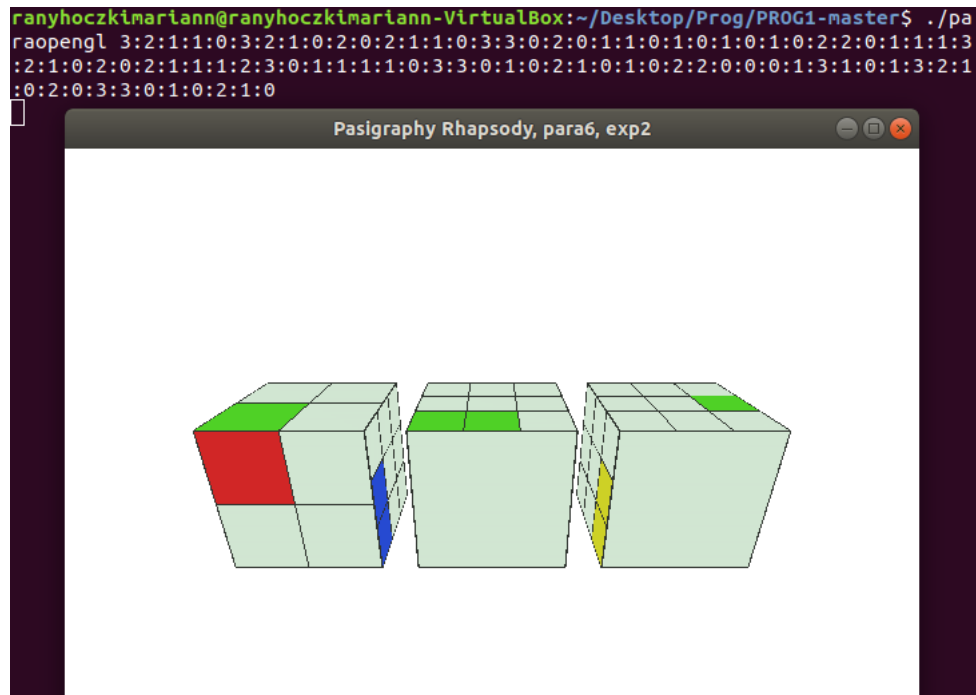 ranyhoczkimariann@ranyhoczkimariann-VirtualBox:~/Desktop/Prog/PROG1-master$ ./pa
raopengl 3:2:1:1:0:3:2:1:0:2:0:2:1:1:0:3:3:0:2:0:1:1:0:1:0:1:0:1:0:2:2:0:1:1:1:3
:2:1:0:2:0:2:1:1:1:2:3:0:1:1:1:1:0:3:3:0:1:0:2:1:0:1:0:2:2:0:0:0:1:3:1:0:1:3:2:1
:0:2:0:3:3:0:1:0:2:1:0
Pasigraphy Rhapsody, para6, exp2